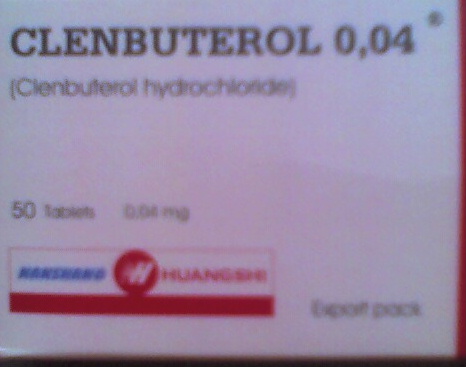 CLENBUTEROL 0,04 ®
(Clenbuterol hydrochloride)
50 Tablets 0,04 mg
HUANGSHI
Export pack